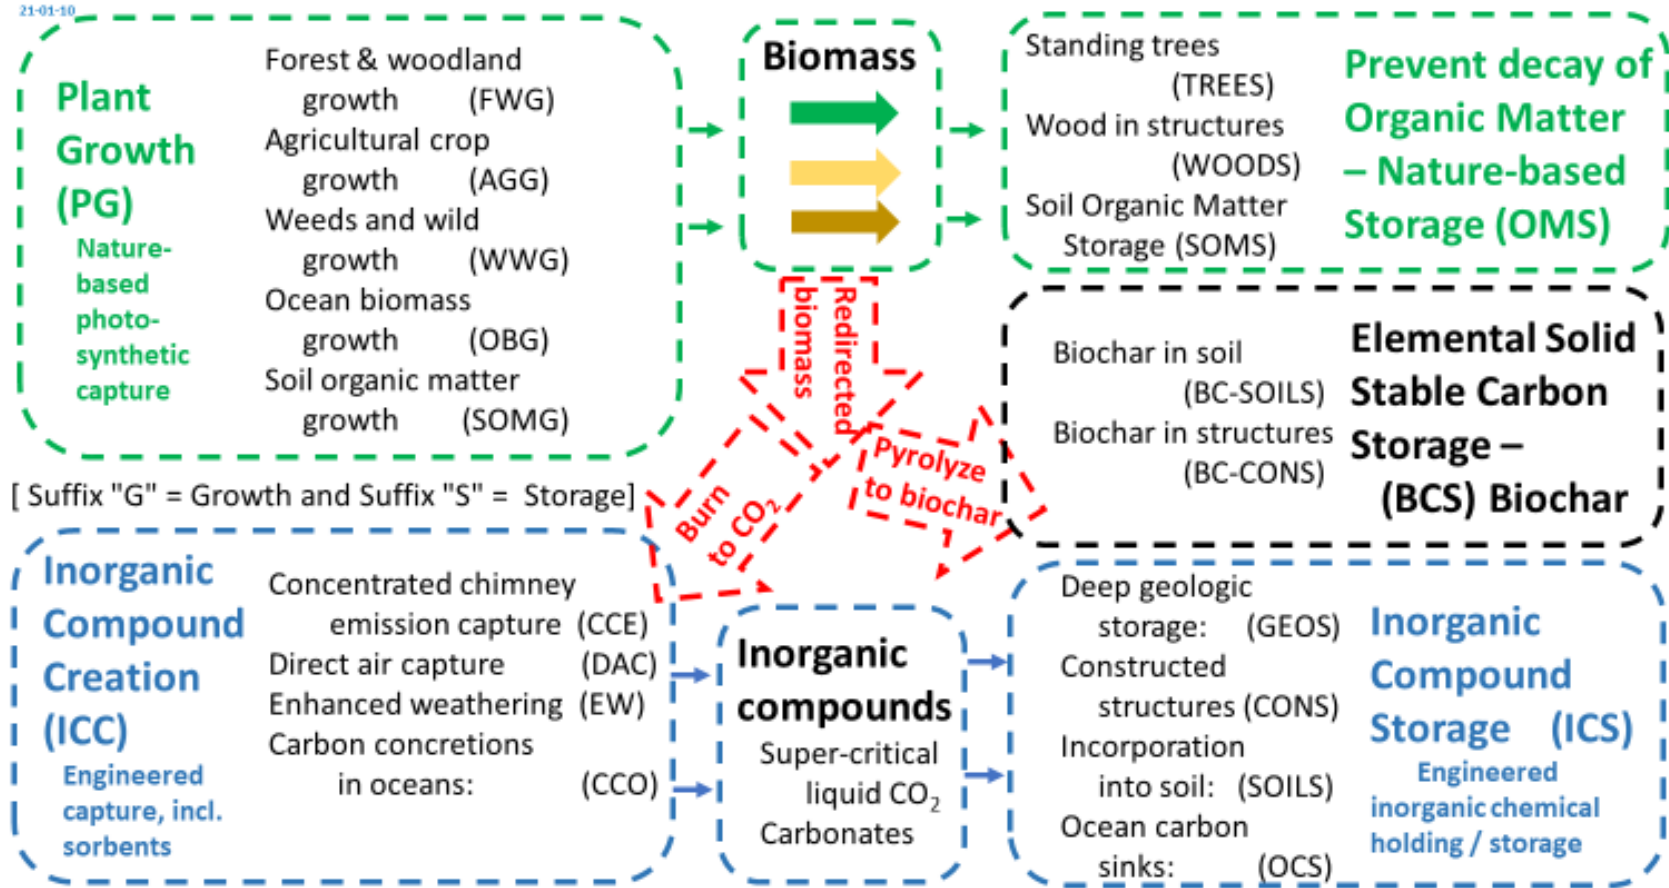 21-01-10
Plant
Growth
(PG)
Nature-
based
photo-
synthetic
capture
Forest & woodland
growth (FWG)
Agricultural crop
growth (AGG)
Weeds and wild
growth (WWG)
Ocean biomass
growth (OBG)
Soil organic matter
growth (SOMG)
Biomass
Standing trees
(TREES)
Wood in structures
(WOODS)
Soil Organic Matter
Storage (SOMS)
Prevent decay of
Organic Matter
– Nature-based
Storage (OMS)
Redirected
biomass
Burn
to CO₂
Pyrolyze
to biochar
Biochar in soil
(BC-SOILS)
Biochar in structures
(BC-CONS)
Elemental Solid
Stable Carbon
Storage –
(BCS) Biochar
[ Suffix "G" = Growth and Suffix "S" = Storage]
Inorganic
Compound
Creation
(ICC)
Engineered
capture, incl.
sorbents
Concentrated chimney
emission capture (CCE)
Direct air capture (DAC)
Enhanced weathering (EW)
Carbon concretions
in oceans: (CCO)
Inorganic
compounds
Super-critical
liquid CO₂
Carbonates
Deep geologic
storage: (GEOS)
Constructed
structures (CONS)
Incorporation
into soil: (SOILS)
Ocean carbon
sinks: (OCS)
Inorganic
Compound
Storage (ICS)
Engineered
inorganic chemical
holding / storage